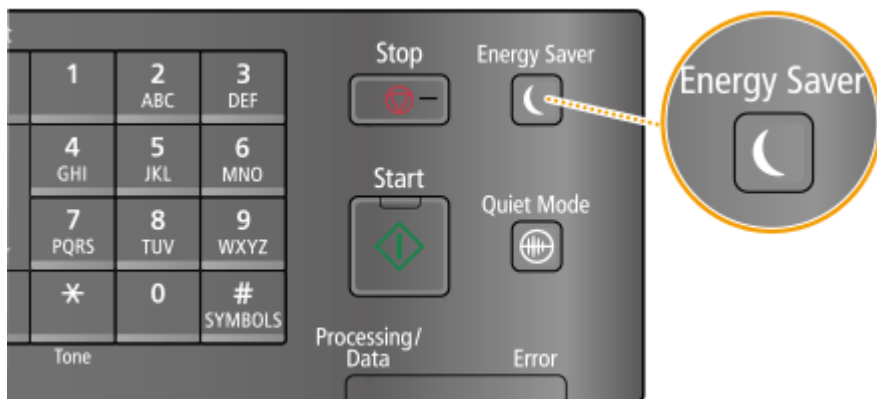 Stop
Energy Saver
1
2
3
ABC
DEF
4
5
6
GHI
JKL
MNO
Start
7
8
9
PQRS
TUV
WXYZ
Quiet Mode
0
#
SYMBOLS
Tone
Processing/
Data
Error
Energy Saver